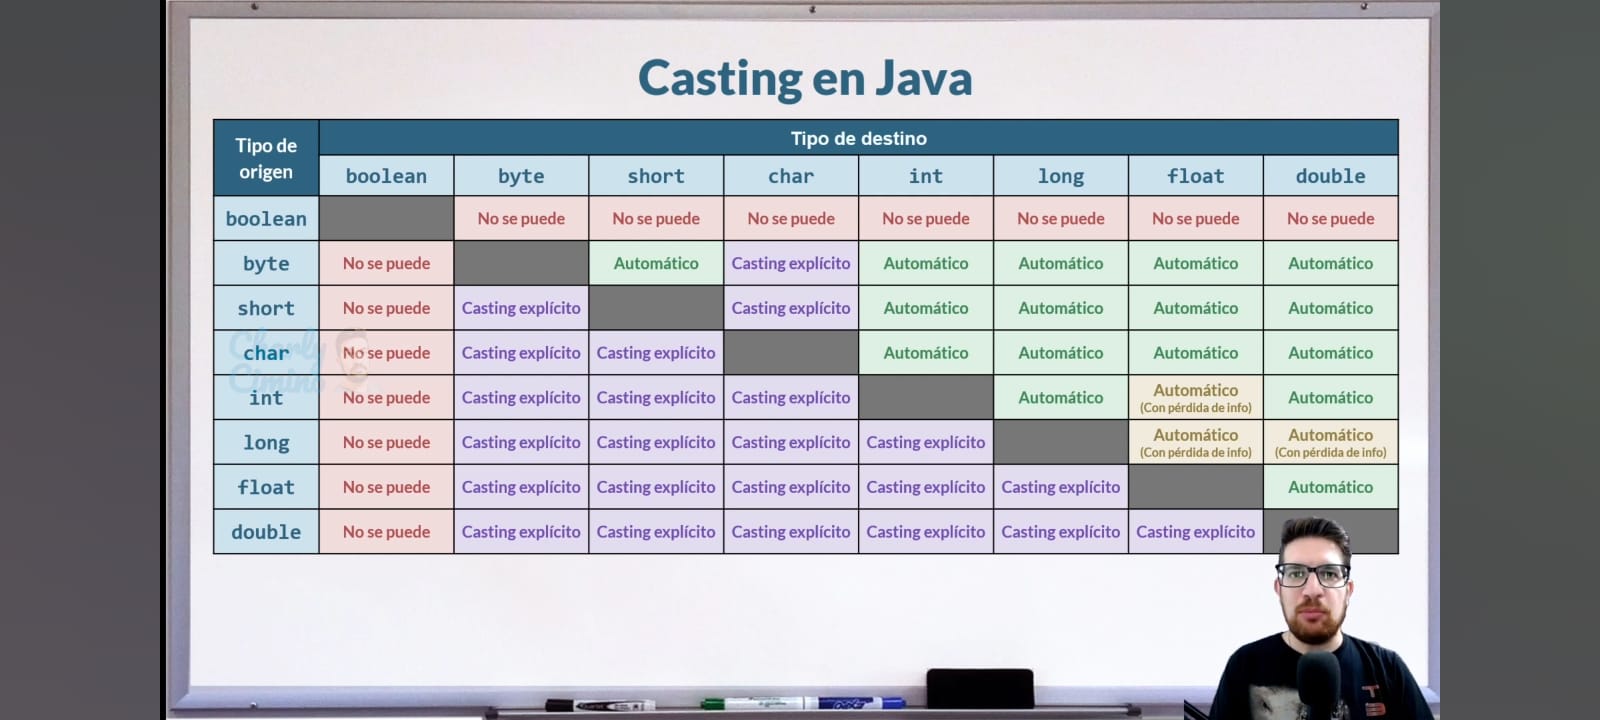 Casting en Java
Tipo de origen
Tipo de destino
boolean byte short char int long float double
boolean No se puede No se puede No se puede No se puede No se puede No se puede No se puede
byte No se puede Automático Casting explícito Automático Automático Automático Automático
short No se puede Casting explícito Casting explícito Automático Automático Automático Automático
char No se puede Casting explícito Casting explícito Automático Automático Automático Automático
Charly Cimino
int No se puede Casting explícito Casting explícito Casting explícito Automático Automático (Con pérdida de info) Automático
long No se puede Casting explícito Casting explícito Casting explícito Casting explícito Automático (Con pérdida de info) Automático (Con pérdida de info)
float No se puede Casting explícito Casting explícito Casting explícito Casting explícito Casting explícito Automático
double No se puede Casting explícito Casting explícito Casting explícito Casting explícito Casting explícito Casting explícito